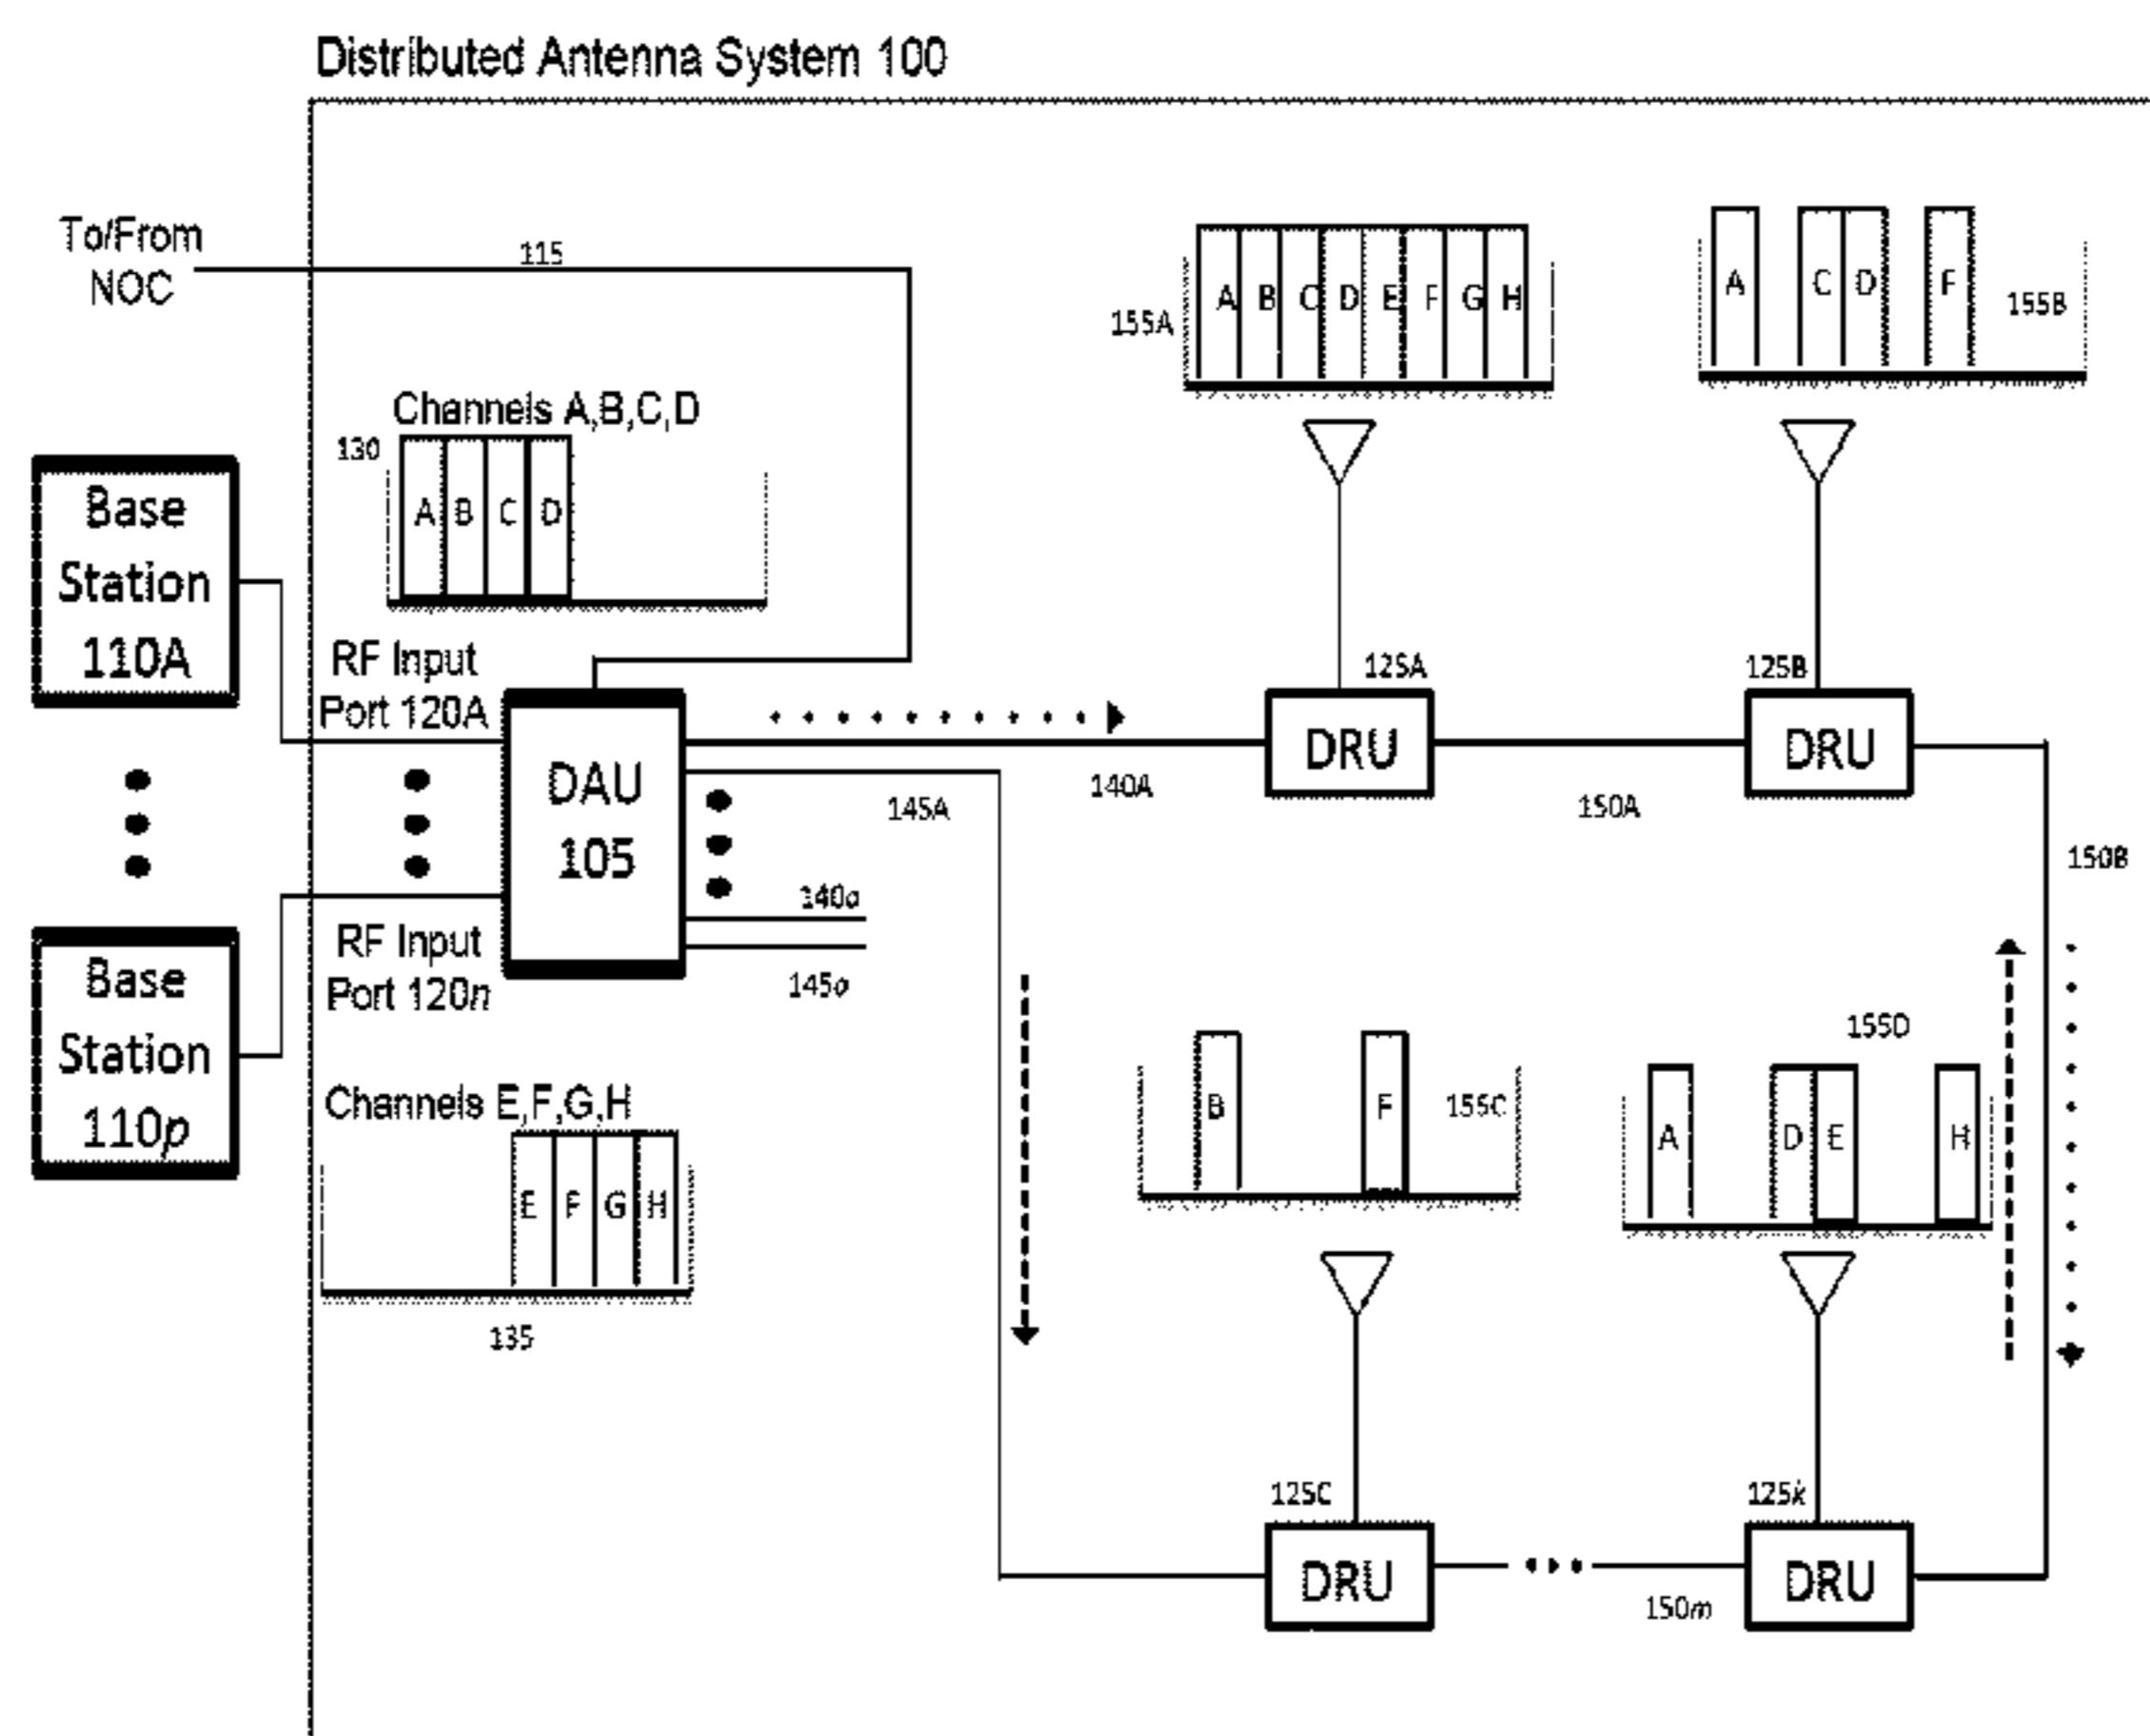 Distributed Antenna System 100
To/From
NOC
115
Channels A,B,C,D
130
A B C D
Base
Station
110A
RF Input
Port 120A
DAU
105
RF Input
Port 120n
Base
Station
110p
Channels E,F,G,H
E F G H
135
155A
A B C D E F G H
A C D F
155B
125A
DRU
125B
DRU
140A
145A
150A
150B
140o
145o
B F
155C
155D
A D E H
125C
DRU
125k
DRU
150m